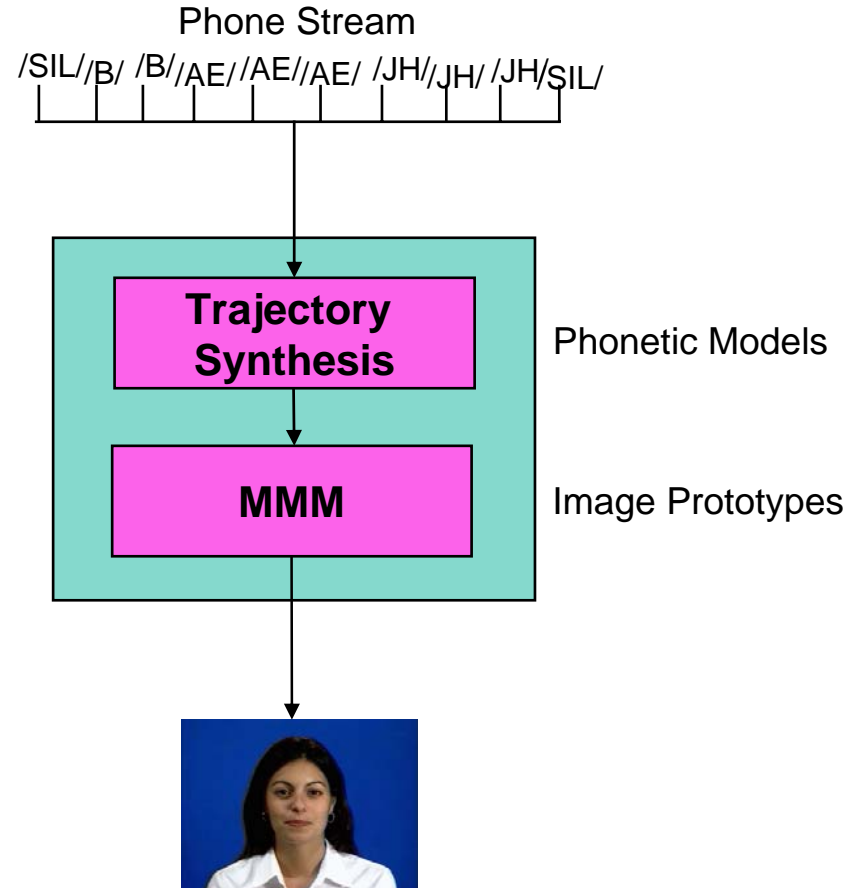 Phone Stream
/SIL//B/ /B//AE//AE//AE/ /JH//JH/ /JH/SIL/
Trajectory
Synthesis
Phonetic Models
MMM
Image Prototypes